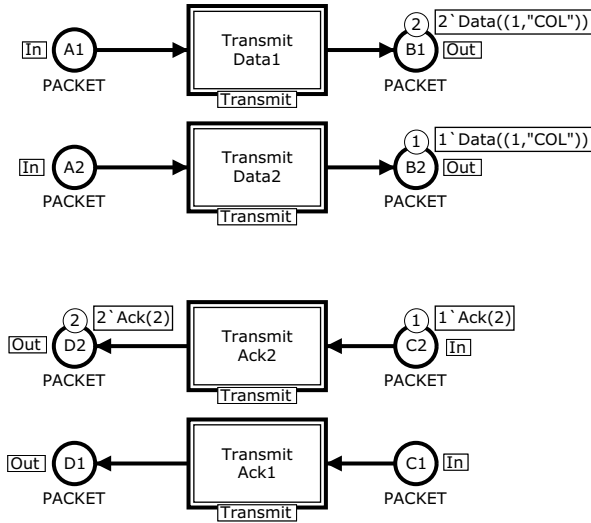 2 2`Data((1,"COL"))
In A1 Transmit Data1 B1 Out
PACKET Transmit PACKET
1 1`Data((1,"COL"))
In A2 Transmit Data2 B2 Out
PACKET Transmit PACKET
2 2`Ack(2) 1 1`Ack(2)
Out D2 Transmit Ack2 C2 In
PACKET Transmit PACKET
Out D1 Transmit Ack1 C1 In
PACKET Transmit PACKET